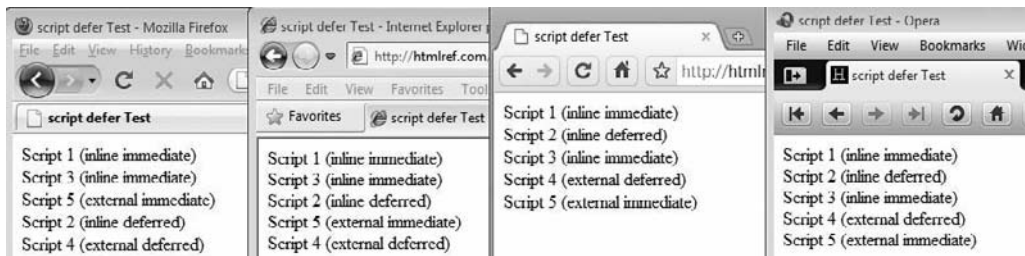 script defer Test - Mozilla Firefox
File Edit View History Bookmark
script defer Test
Script 1 (inline immediate)
Script 3 (inline immediate)
Script 5 (external immediate)
Script 2 (inline deferred)
Script 4 (external deferred)
script defer Test - Internet Explorer
http://htmlref.com
File Edit View Favorites Tool
Favorites script defer Test
Script 1 (inline immediate)
Script 3 (inline immediate)
Script 2 (inline deferred)
Script 5 (external immediate)
Script 4 (external deferred)
script defer Test
http://html
Script 1 (inline immediate)
Script 2 (inline deferred)
Script 3 (inline immediate)
Script 4 (external deferred)
Script 5 (external immediate)
script defer Test - Opera
File Edit View Bookmarks Wi
H script defer Test
Script 1 (inline immediate)
Script 2 (inline deferred)
Script 3 (inline immediate)
Script 4 (external deferred)
Script 5 (external immediate)